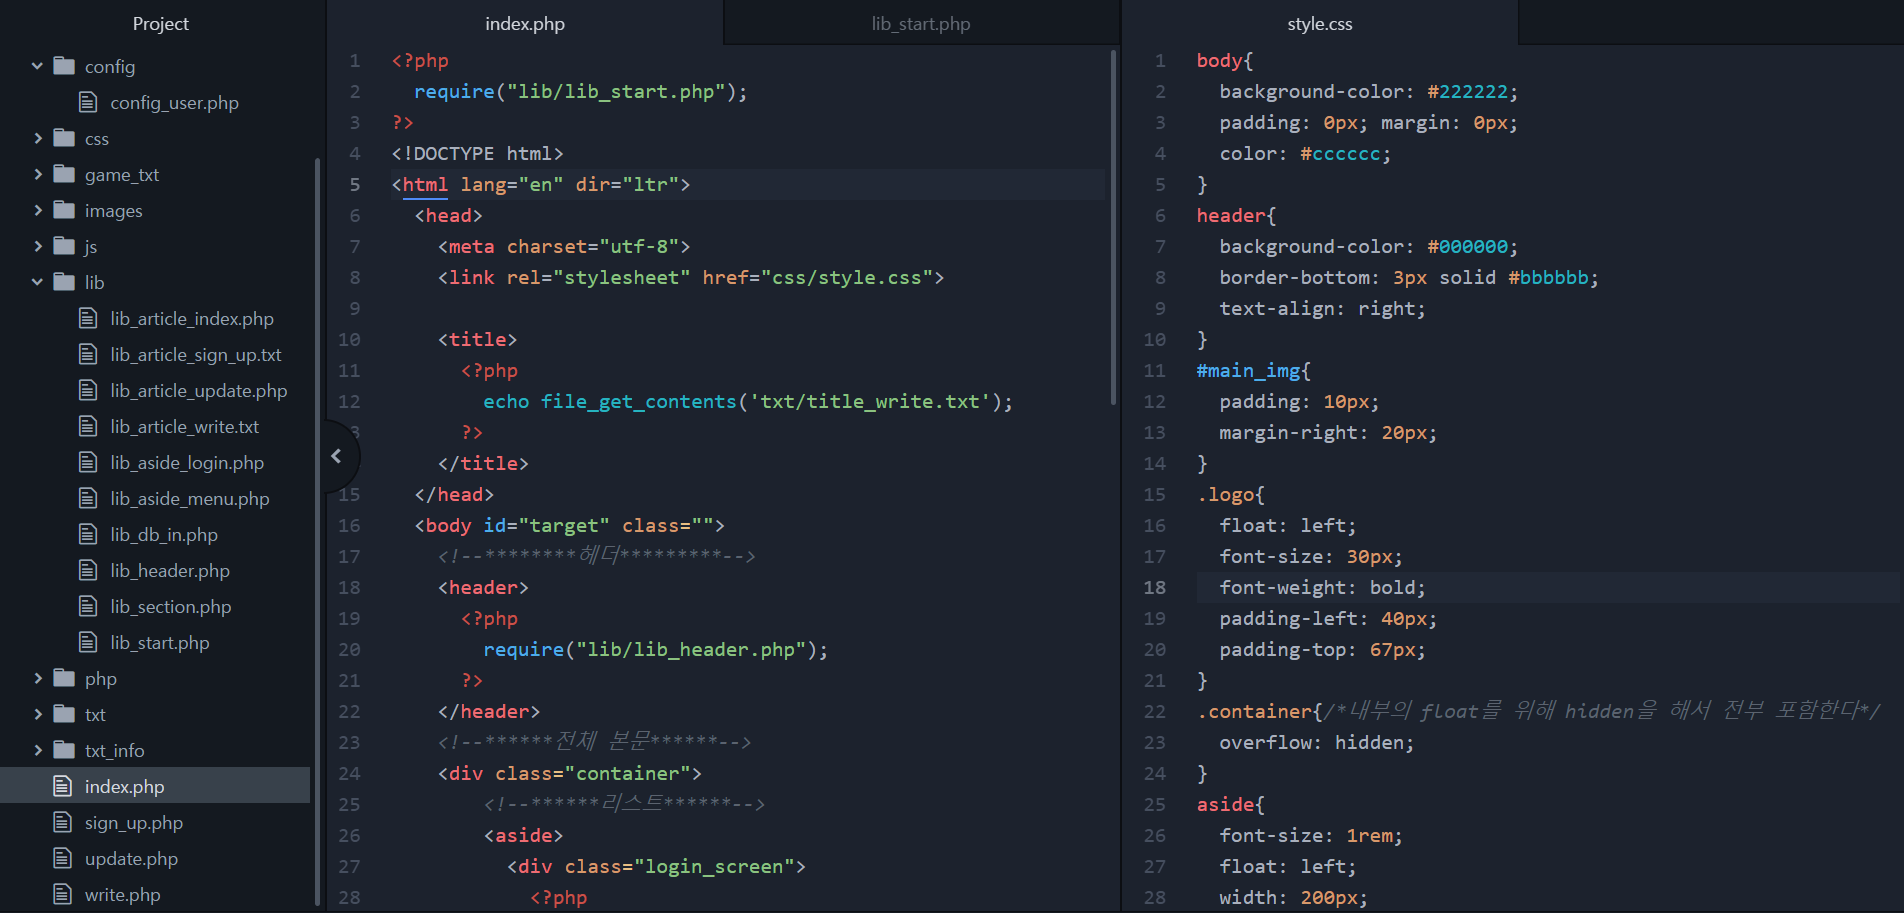 Project
config
config_user.php
css
game_txt
images
js
lib
lib_article_index.php
lib_article_sign_up.txt
lib_article_update.php
lib_article_write.txt
lib_aside_login.php
lib_aside_menu.php
lib_db_in.php
lib_header.php
lib_section.php
lib_start.php
php
txt
txt_info
index.php
sign_up.php
update.php
write.php
index.php
lib_start.php
1 <?php
2   require("lib/lib_start.php");
3 ?>
4 <!DOCTYPE html>
5 <html lang="en" dir="ltr">
6   <head>
7     <meta charset="utf-8">
8     <link rel="stylesheet" href="css/style.css">
9
10     <title>
11       <?php
12         echo file_get_contents('txt/title_write.txt');
3       ?>
    </title>
15   </head>
16   <body id="target" class="">
17     <!--********헤더*********-->
18     <header>
19       <?php
20         require("lib/lib_header.php");
21       ?>
22     </header>
23     <!--******전체 본문******-->
24     <div class="container">
25         <!--******리스트******-->
26         <aside>
27           <div class="login_screen">
28             <?php
style.css
1 body{
2   background-color: #222222;
3   padding: 0px; margin: 0px;
4   color: #cccccc;
5 }
6 header{
7   background-color: #000000;
8   border-bottom: 3px solid #bbbbbb;
9   text-align: right;
10 }
11 #main_img{
12   padding: 10px;
13   margin-right: 20px;
14 }
15 .logo{
16   float: left;
17   font-size: 30px;
18   font-weight: bold;
19   padding-left: 40px;
20   padding-top: 67px;
21 }
22 .container{/*내부의 float를 위해 hidden을 해서 전부 포함한다*/
23   overflow: hidden;
24 }
25 aside{
26   font-size: 1rem;
27   float: left;
28   width: 200px;